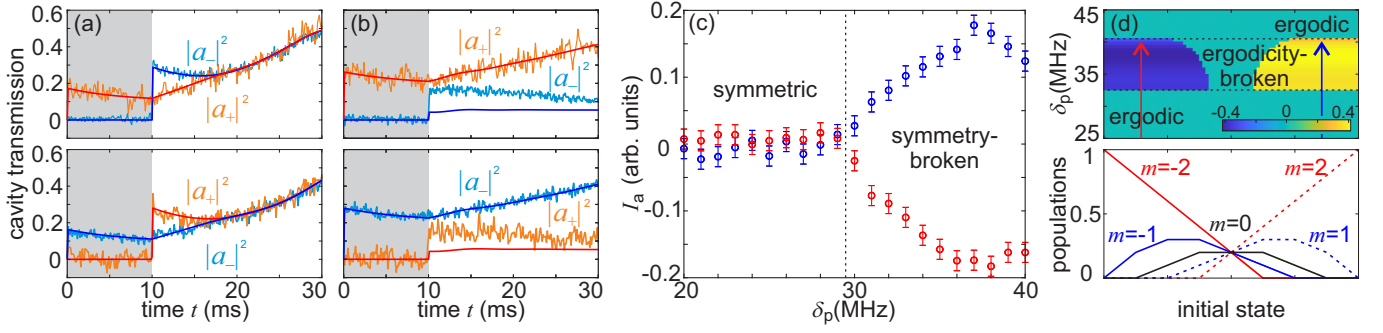 (a)
(b)
(c)
(d)
cavity transmission
0.6
0.4
0.2
0
|a₋|²
|a₊|²
|a₊|²
|a₋|²
0.6
0.4
0.2
0
|a₊|²
|a₋|²
|a₋|²
|a₊|²
0 10 20 30
time t (ms)
0 10 20 30
time t (ms)
I_a (arb. units)
0.2
0.1
0
-0.1
-0.2
symmetric
symmetry-
broken
20 25 30 35 40
δ_p(MHz)
δ_p(MHz)
45
35
25
ergodic
ergodicity-
broken
ergodic
-0.4 0 0.4
populations
1
0.5
0
m=-2
m=2
m=0
m=-1
m=1
initial state